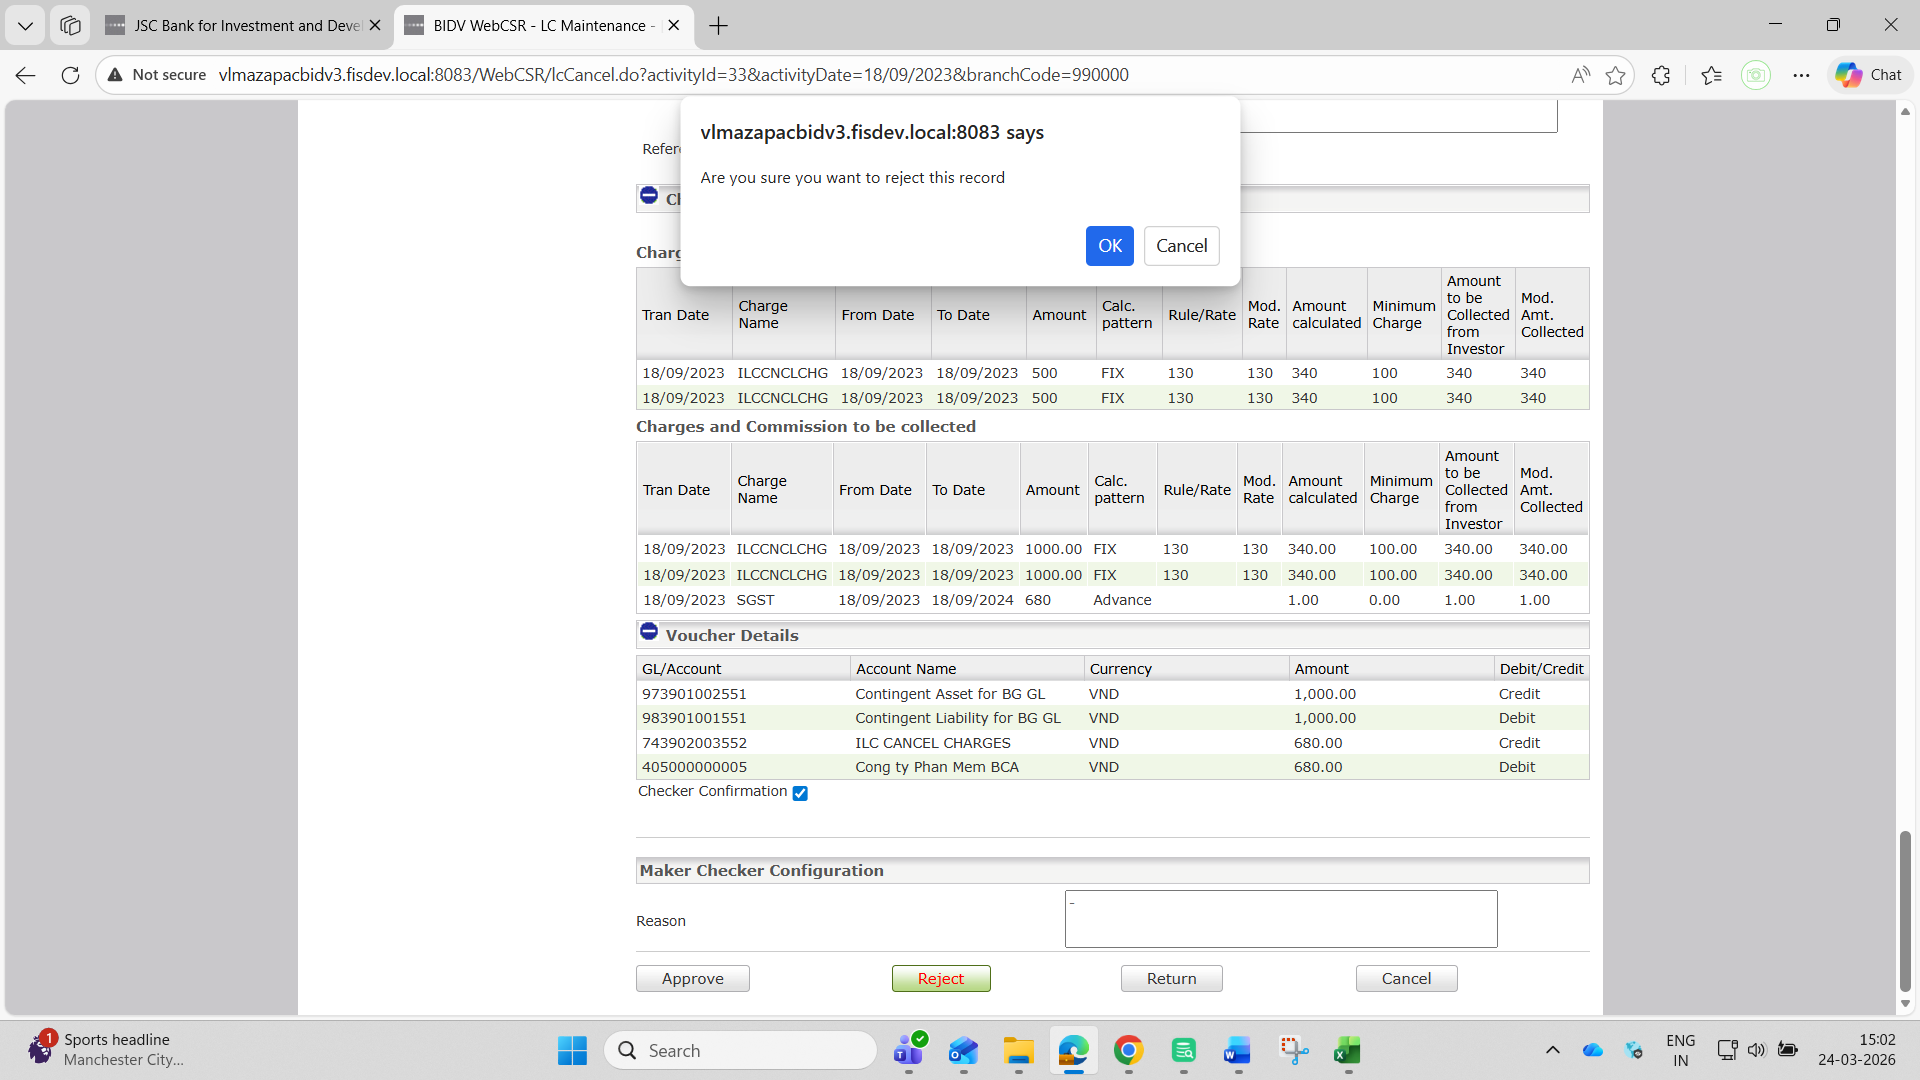 JSC Bank for Investment and Deve
BIDV WebCSR - LC Maintenance -
Not secure
vlmazapacbidv3.fisdev.local:8083/WebCSR/lcCancel.do?activityId=33&activityDate=18/09/2023&branchCode=990000
Chat
vlmazapacbidv3.fisdev.local:8083 says
Are you sure you want to reject this record
OK Cancel
Refer
Ch
Charg
Tran Date Charge Name From Date To Date Amount Calc. pattern Rule/Rate Mod. Rate Amount calculated Minimum Charge Amount to be Collected from Investor Mod. Amt. Collected
18/09/2023 ILCCNCLCHG 18/09/2023 18/09/2023 500 FIX 130 130 340 100 340 340
18/09/2023 ILCCNCLCHG 18/09/2023 18/09/2023 500 FIX 130 130 340 100 340 340
Charges and Commission to be collected
Tran Date Charge Name From Date To Date Amount Calc. pattern Rule/Rate Mod. Rate Amount calculated Minimum Charge Amount to be Collected from Investor Mod. Amt. Collected
18/09/2023 ILCCNCLCHG 18/09/2023 18/09/2023 1000.00 FIX 130 130 340.00 100.00 340.00 340.00
18/09/2023 ILCCNCLCHG 18/09/2023 18/09/2023 1000.00 FIX 130 130 340.00 100.00 340.00 340.00
18/09/2023 SGST 18/09/2023 18/09/2024 680 Advance 1.00 0.00 1.00 1.00
Voucher Details
GL/Account Account Name Currency Amount Debit/Credit
973901002551 Contingent Asset for BG GL VND 1,000.00 Credit
983901001551 Contingent Liability for BG GL VND 1,000.00 Debit
743902003552 ILC CANCEL CHARGES VND 680.00 Credit
405000000005 Cong ty Phan Mem BCA VND 680.00 Debit
Checker Confirmation
Maker Checker Configuration
Reason
-
Approve Reject Return Cancel
1
Sports headline
Manchester City...
Search
ENG
IN
15:02
24-03-2026